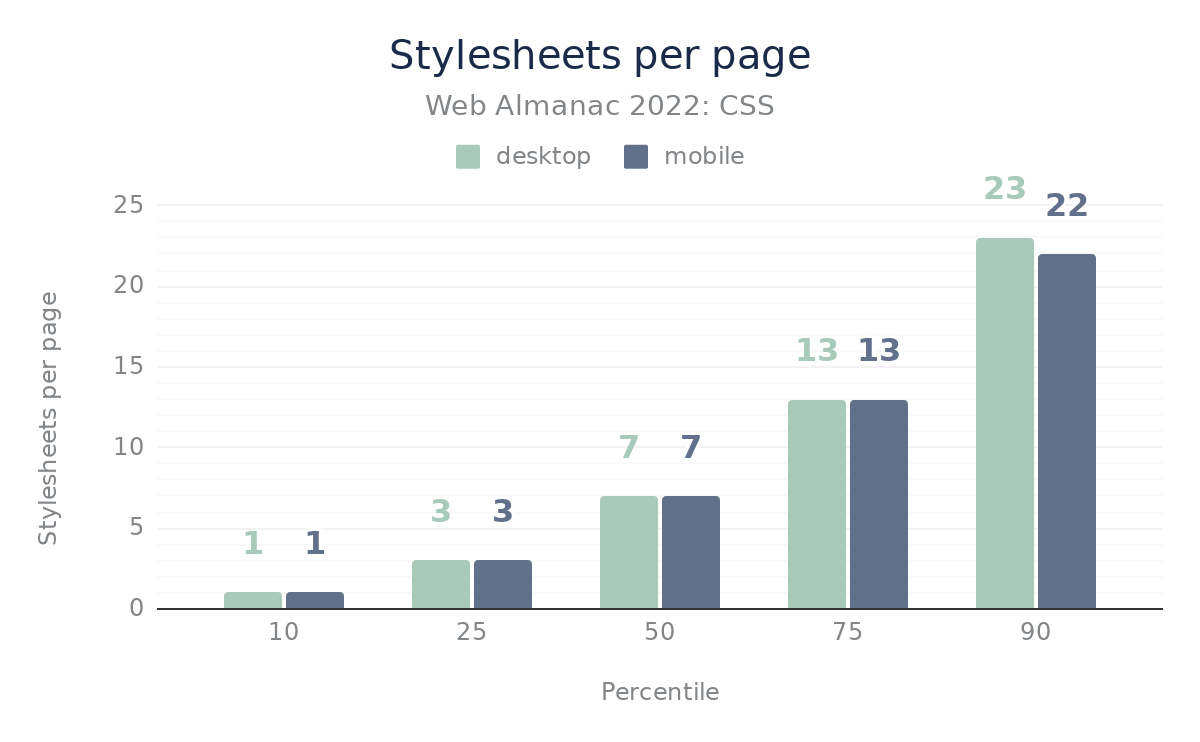 Stylesheets per page
Web Almanac 2022: CSS
desktop mobile
Stylesheets per page
25
20
15
10
5
0
1 1
3 3
7 7
13 13
23 22
10 25 50 75 90
Percentile